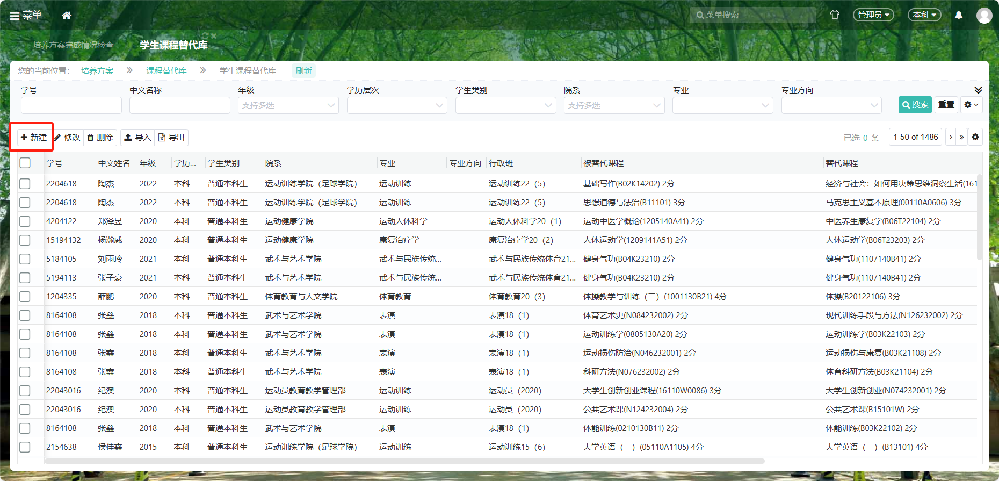 菜单 菜单搜索 管理员 本科
培养方案完成情况检查 学生课程替代库
您的当前位置： 培养方案 课程替代库 学生课程替代库 刷新
学号 中文名称 年级 学历层次 学生类别 院系 专业 专业方向
支持多选 ... ... 支持多选 ... ... 搜索 重置
新建 修改 删除 导入 导出 已选 0 条 1-50 of 1486
学号 中文姓名 年级 学历... 学生类别 院系 专业 专业方向 行政班 被替代课程 替代课程
2204618 陶杰 2022 本科 普通本科生 运动训练学院（足球学院） 运动训练 运动训练22（5） 基础写作(B02K14202) 2分 经济与社会：如何用决策思维洞察生活(161
2204618 陶杰 2022 本科 普通本科生 运动训练学院（足球学院） 运动训练 运动训练22（5） 思想道德与法治(B11101) 3分 马克思主义基本原理(00110A0606) 3分
4204122 郑泽昱 2020 本科 普通本科生 运动健康学院 运动人体科学 运动人体科学20（1） 运动中医学概论(1205140A41) 2分 中医养生康复学(B06T22104) 2分
15194132 杨瀚威 2020 本科 普通本科生 运动健康学院 康复治疗学 康复治疗学20（2） 人体运动学(1209141A51) 2分 人体运动学(B06T23203) 2分
5184105 刘雨玲 2021 本科 普通本科生 武术与艺术学院 武术与民族传统... 武术与民族传统体育21... 健身气功(B04K23210) 2分 健身气功(1107140B41) 2分
5194113 张子豪 2021 本科 普通本科生 武术与艺术学院 武术与民族传统... 武术与民族传统体育21... 健身气功(B04K23210) 2分 健身气功(1107140B41) 2分
1204335 薛鹏 2020 本科 普通本科生 体育教育与人文学院 体育教育 体育教育20（3） 体操教学与训练（二）(1001130B21) 4分 体操(B20122106) 3分
8164108 张鑫 2018 本科 普通本科生 武术与艺术学院 表演 表演18（1） 体育艺术史(N084232002) 2分 现代训练手段与方法(N126232002) 2分
8164108 张鑫 2018 本科 普通本科生 武术与艺术学院 表演 表演18（1） 运动训练学(0805130A20) 2分 运动训练学(B03K22103) 2分
8164108 张鑫 2018 本科 普通本科生 武术与艺术学院 表演 表演18（1） 运动损伤防治(N046232001) 2分 运动损伤与康复(B03K21108) 2分
8164108 张鑫 2018 本科 普通本科生 武术与艺术学院 表演 表演18（1） 科研方法(N076232002) 2分 体育科研方法(B03K21104) 2分
22043016 纪澳 2020 本科 普通本科生 运动员教育教学管理部 运动训练 运动员（2020） 大学生创新创业课程(16110W0086) 3分 大学生创新创业(N074232001) 2分
22043016 纪澳 2020 本科 普通本科生 运动员教育教学管理部 运动训练 运动员（2020） 公共艺术课(N124232004) 2分 公共艺术课(B15101W) 2分
8164108 张鑫 2018 本科 普通本科生 武术与艺术学院 表演 表演18（1） 体能训练(0210130B11) 2分 体能训练(B03K22102) 2分
2154638 侯佳鑫 2015 本科 普通本科生 运动训练学院（足球学院） 运动训练 运动训练15（6） 大学英语（一）(05110A1105) 4分 大学英语（一）(B13101) 4分